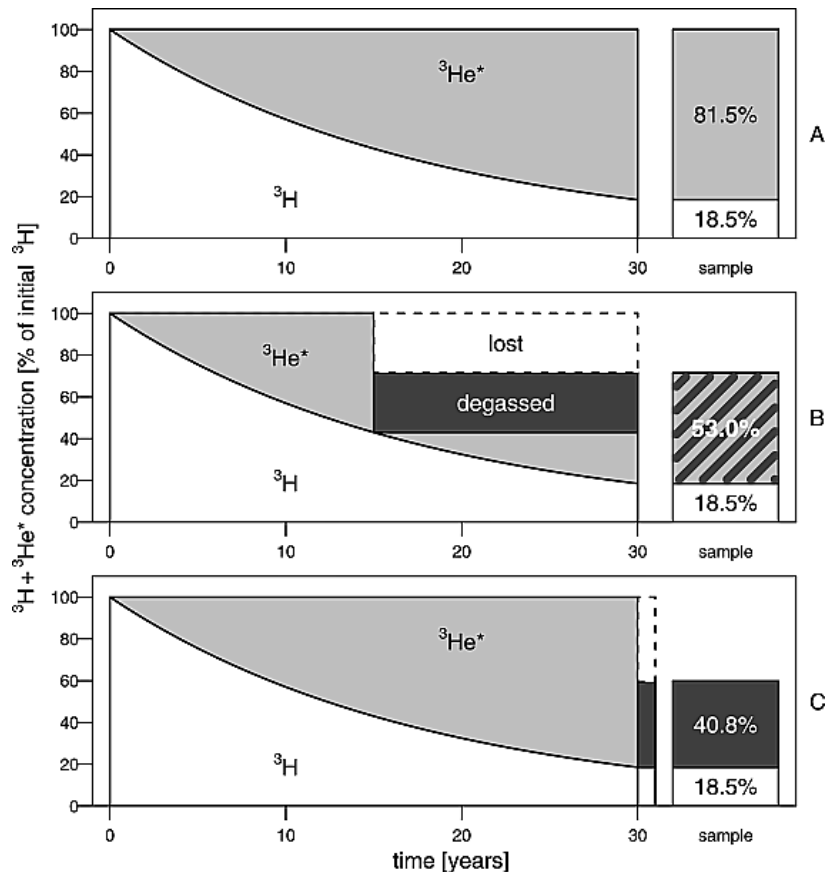 ³H + ³He* concentration [% of initial ³H]
100
80
60
40
20
0
³He*
³H
0
10
20
30
81.5%
18.5%
sample
A
100
80
60
40
20
0
³He*
³H
lost
degassed
0
10
20
30
53.0%
18.5%
sample
B
100
80
60
40
20
0
³He*
³H
0
10
20
30
40.8%
18.5%
sample
C
time [years]